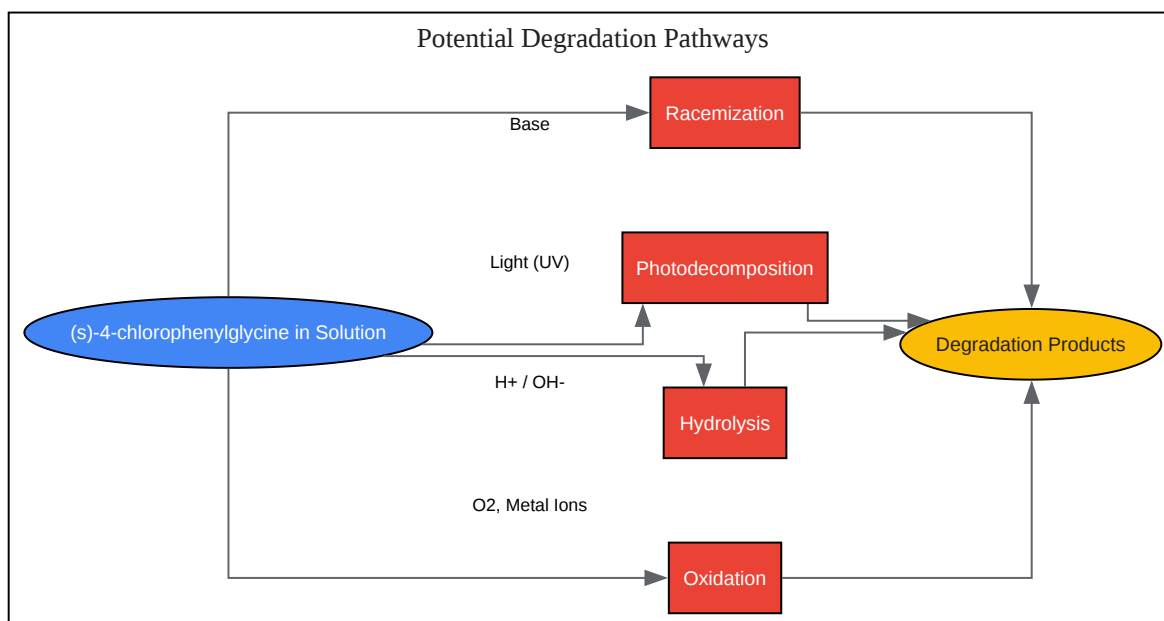 Potential Degradation Pathways
Racemization
Base
Light (UV)
Photodecomposition
(s)-4-chlorophenylglycine in Solution
Degradation Products
H+ / OH-
Hydrolysis
O2, Metal Ions
Oxidation